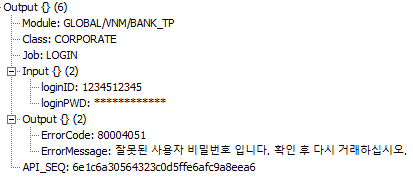 Output {} (6)
Module: GLOBAL/VNM/BANK_TP
Class: CORPORATE
Job: LOGIN
Input {} (2)
loginID: 1234512345
loginPWD: ************
Output {} (2)
ErrorCode: 80004051
ErrorMessage: 잘못된 사용자 비밀번호 입니다. 확인 후 다시 거래하십시오.
API_SEQ: 6e1c6a30564323c0d5ffe6afc9a8eea6